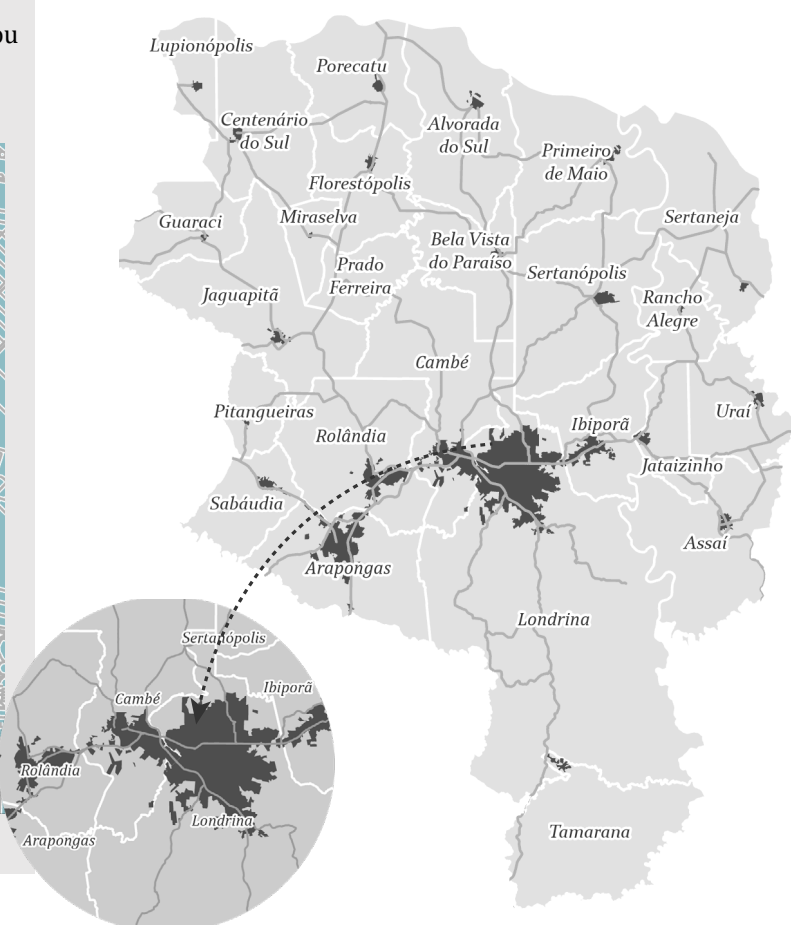 ou
Lupionópolis
Porecatu
Centenário
do Sul
Alvorada
do Sul
Primeiro
de Maio
Florestópolis
Guaraci
Miraselva
Sertaneja
Bela Vista
do Paraíso
Prado
Ferreira
Sertanópolis
Jaguapitã
Rancho
Alegre
Cambé
Pitangueiras
Rolândia
Ibiporã
Uraí
Jataizinho
Sabáudia
Assaí
Arapongas
Londrina
Tamarana
Sertanópolis
Cambé
Ibiporã
Rolândia
Londrina
Arapongas